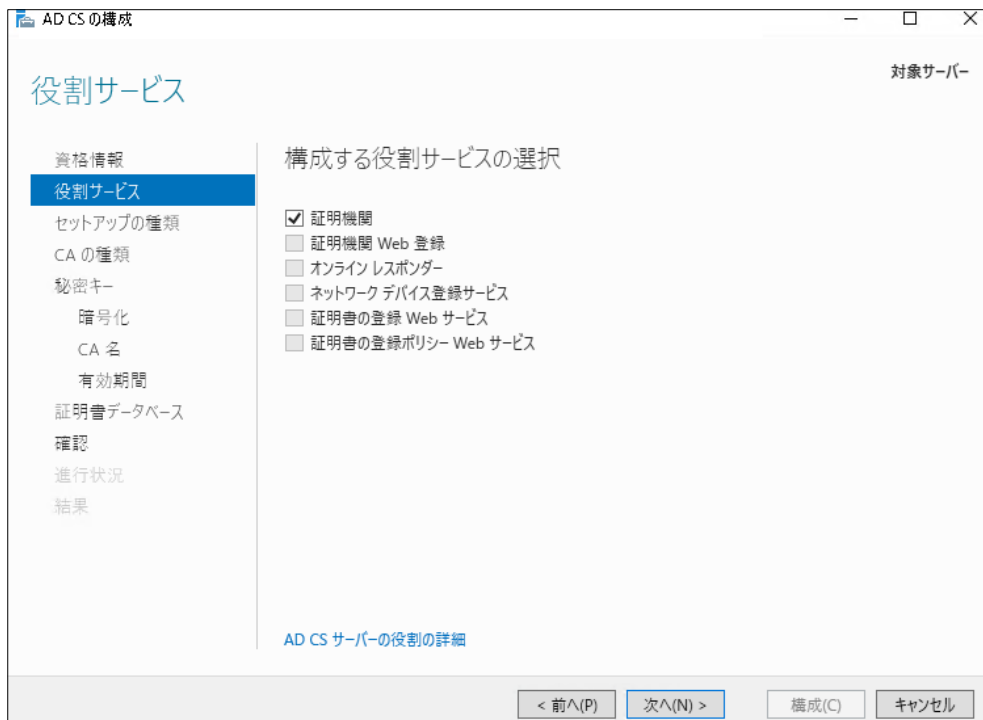 AD CS の構成
対象サーバー
役割サービス
資格情報
役割サービス
セットアップの種類
CA の種類
秘密キー
暗号化
CA 名
有効期間
証明書データベース
確認
進行状況
結果
構成する役割サービスの選択
証明機関
証明機関 Web 登録
オンライン レスポンダー
ネットワーク デバイス登録サービス
証明書の登録 Web サービス
証明書の登録ポリシー Web サービス
AD CS サーバーの役割の詳細
< 前へ(P)
次へ(N) >
構成(C)
キャンセル